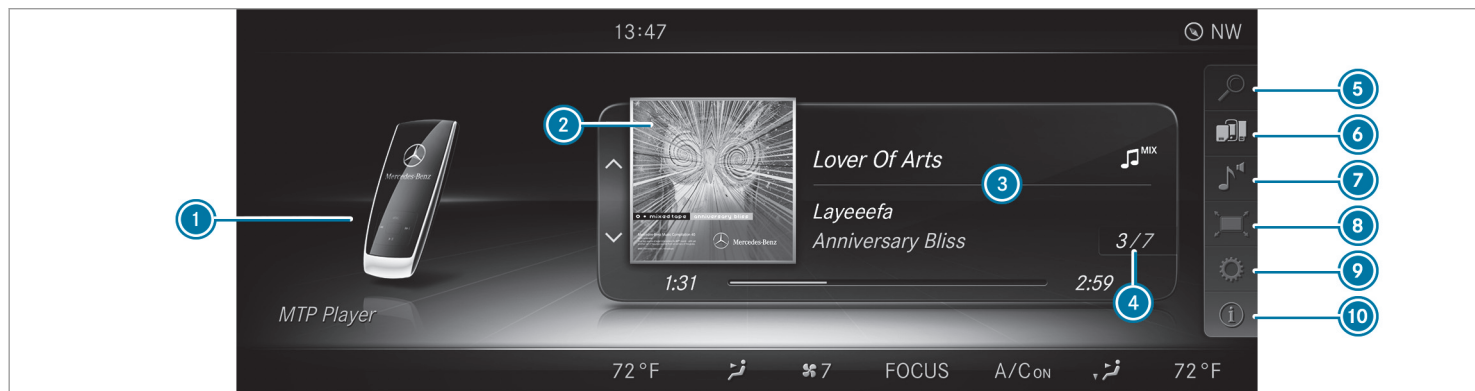 13:47
NW
5
2
6
Lover Of Arts
MIX
3
7
Mercedes-Benz
1
Layeeefa
8
mixed tape anniversary bliss
Mercedes-Benz
Anniversary Bliss
3/7
9
1:31
2:59
4
10
MTP Player
72°F
7
FOCUS
A/C ON
72°F